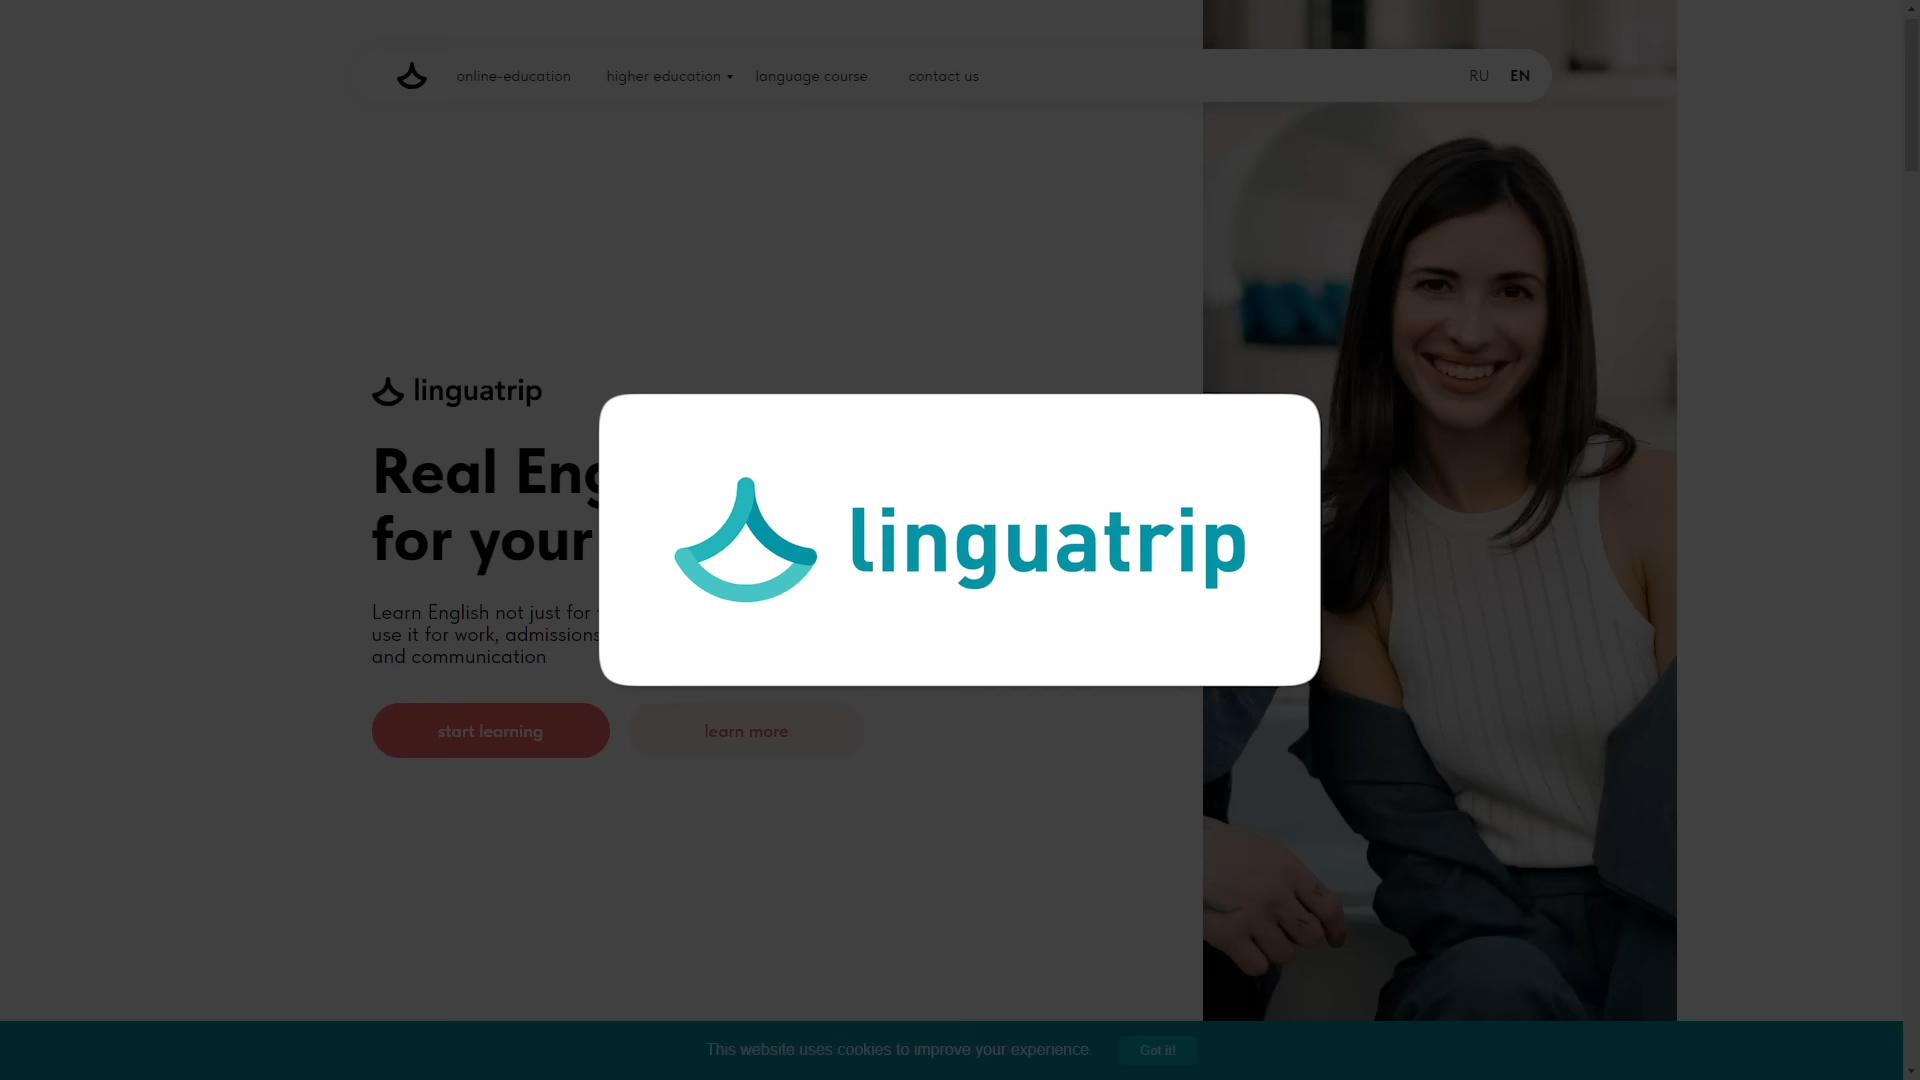 online-education
higher education
language course
contact us
RU
EN
linguatrip
Real Eng
for your
linguatrip
Learn English not just for
use it for work, admissions
and communication
start learning
learn more
This website uses cookies to improve your experience.
Got it!